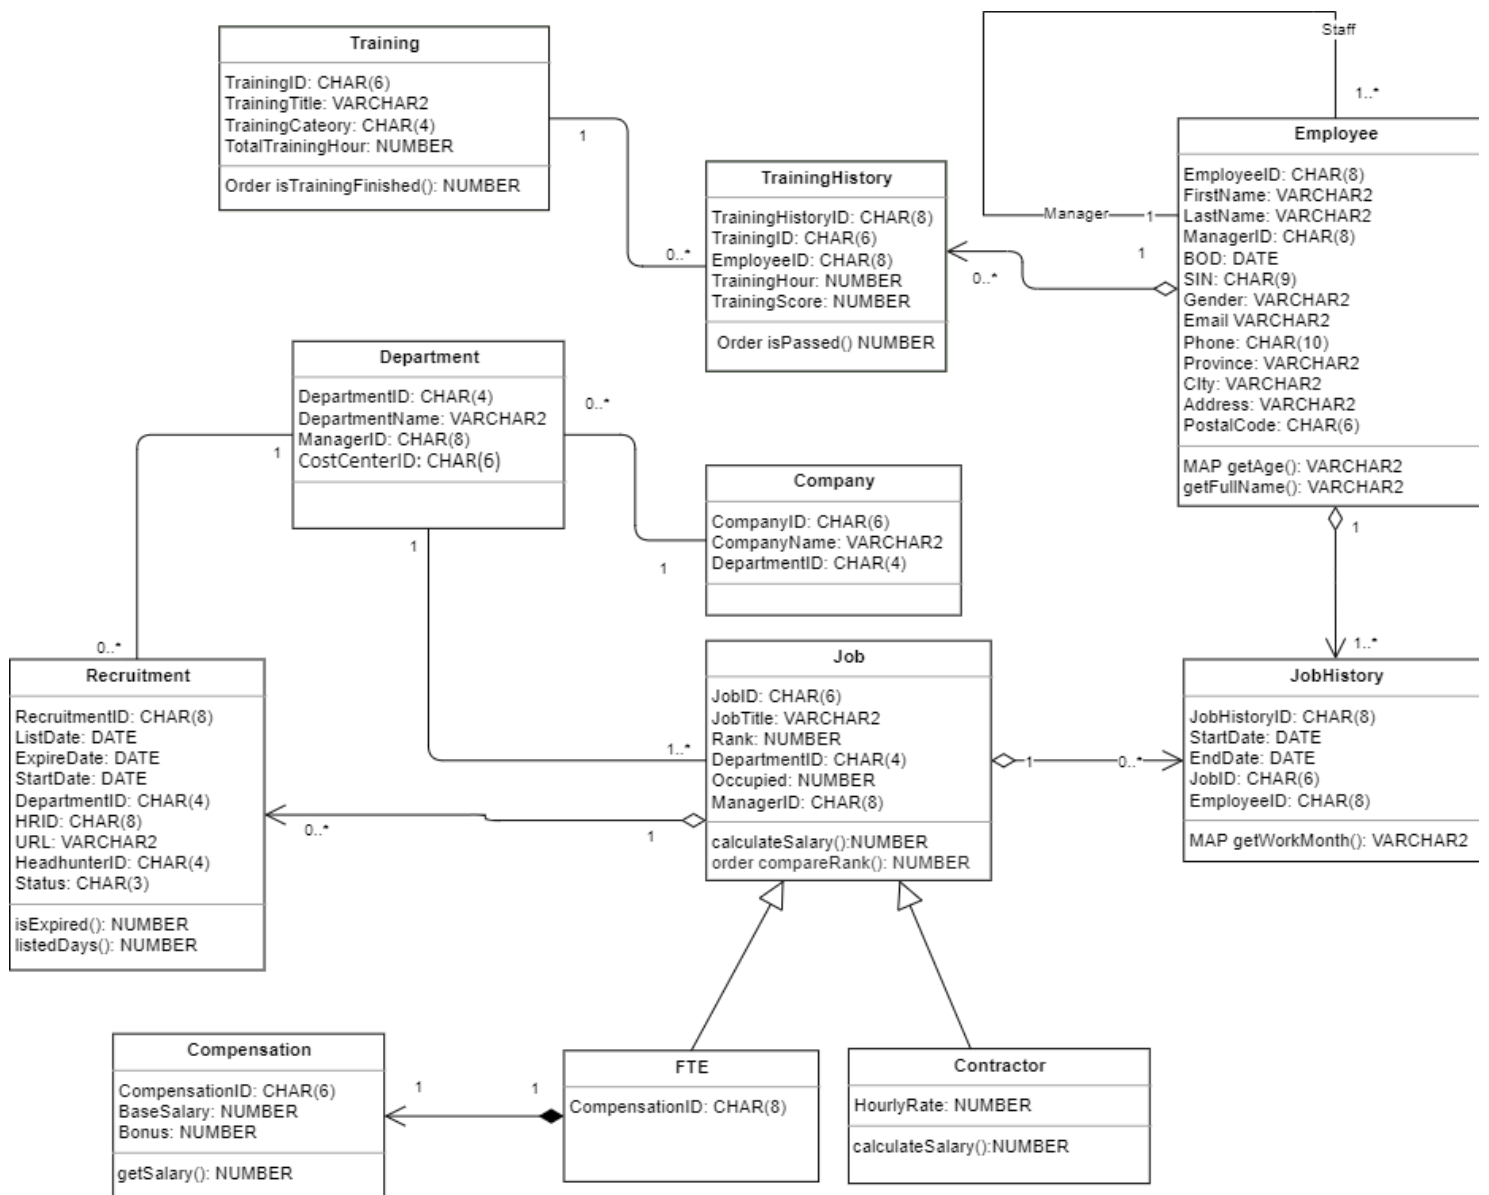 Training
TrainingID: CHAR(6)
TrainingTitle: VARCHAR2
TrainingCateory: CHAR(4)
TotalTrainingHour: NUMBER
Order isTrainingFinished(): NUMBER
1
0..*
TrainingHistory
TrainingHistoryID: CHAR(8)
TrainingID: CHAR(6)
EmployeeID: CHAR(8)
TrainingHour: NUMBER
TrainingScore: NUMBER
Order isPassed() NUMBER
0..*
1
Staff
1..*
Manager
1
Employee
EmployeeID: CHAR(8)
FirstName: VARCHAR2
LastName: VARCHAR2
ManagerID: CHAR(8)
BOD: DATE
SIN: CHAR(9)
Gender: VARCHAR2
Email VARCHAR2
Phone: CHAR(10)
Province: VARCHAR2
CIty: VARCHAR2
Address: VARCHAR2
PostalCode: CHAR(6)
MAP getAge(): VARCHAR2
getFullName(): VARCHAR2
1
1..*
Department
DepartmentID: CHAR(4)
DepartmentName: VARCHAR2
ManagerID: CHAR(8)
CostCenterID: CHAR(6)
0..*
1
1
1
0..*
1..*
Company
CompanyID: CHAR(6)
CompanyName: VARCHAR2
DepartmentID: CHAR(4)
Recruitment
RecruitmentID: CHAR(8)
ListDate: DATE
ExpireDate: DATE
StartDate: DATE
DepartmentID: CHAR(4)
HRID: CHAR(8)
URL: VARCHAR2
HeadhunterID: CHAR(4)
Status: CHAR(3)
isExpired(): NUMBER
listedDays(): NUMBER
0..*
1
Job
JobID: CHAR(6)
JobTitle: VARCHAR2
Rank: NUMBER
DepartmentID: CHAR(4)
Occupied: NUMBER
ManagerID: CHAR(8)
calculateSalary():NUMBER
order compareRank(): NUMBER
1
0..*
JobHistory
JobHistoryID: CHAR(8)
StartDate: DATE
EndDate: DATE
JobID: CHAR(6)
EmployeeID: CHAR(8)
MAP getWorkMonth(): VARCHAR2
Compensation
CompensationID: CHAR(6)
BaseSalary: NUMBER
Bonus: NUMBER
getSalary(): NUMBER
1
1
FTE
CompensationID: CHAR(8)
Contractor
HourlyRate: NUMBER
calculateSalary():NUMBER